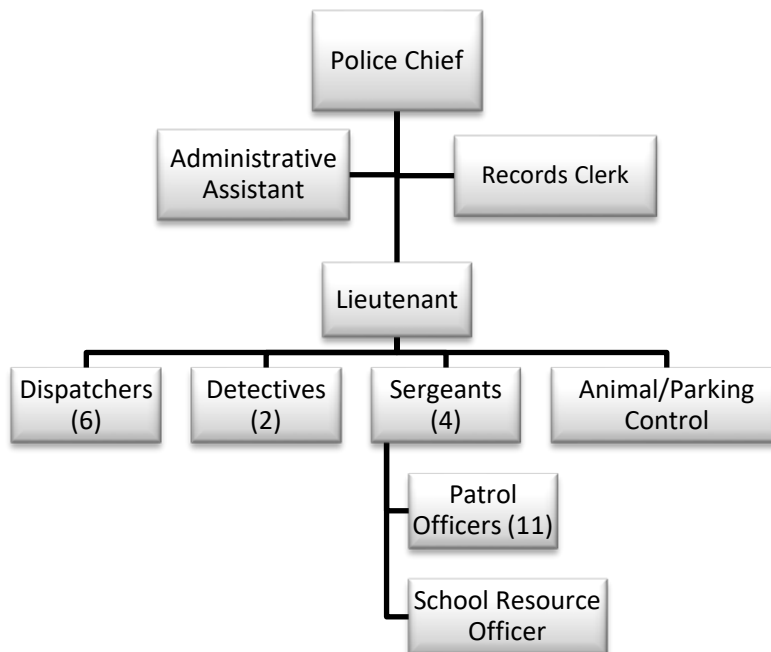 Police Chief
Administrative
Assistant
Records Clerk
Lieutenant
Dispatchers
(6)
Detectives
(2)
Sergeants
(4)
Animal/Parking
Control
Patrol
Officers (11)
School Resource
Officer